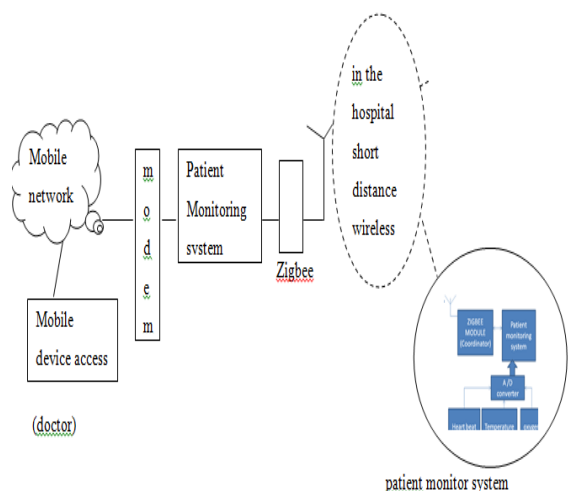 Mobile
network
Mobile
device access
(doctor)
m
o
d
e
m
Patient
Monitoring
system
Zigbee
in the
hospital
short
distance
wireless
ZIGBEE
MODULE
(Coordinator)
Patient
monitoring
system
A/D
converter
Heart beat
Temperature
oxygen
patient monitor system